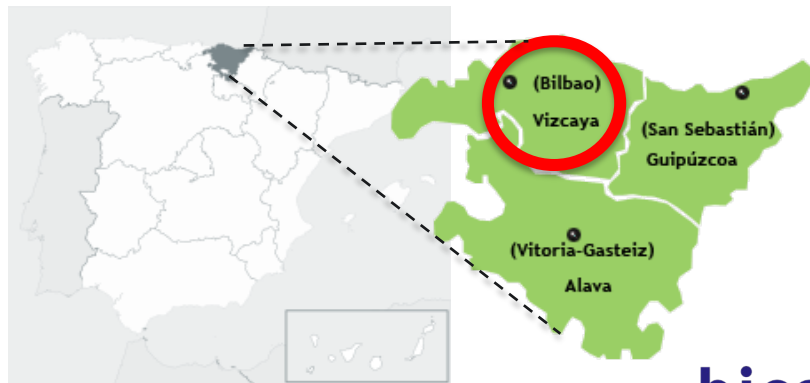 (Bilbao)
Vizcaya
(San Sebastián)
Guipúzcoa
(Vitoria-Gasteiz)
Alava